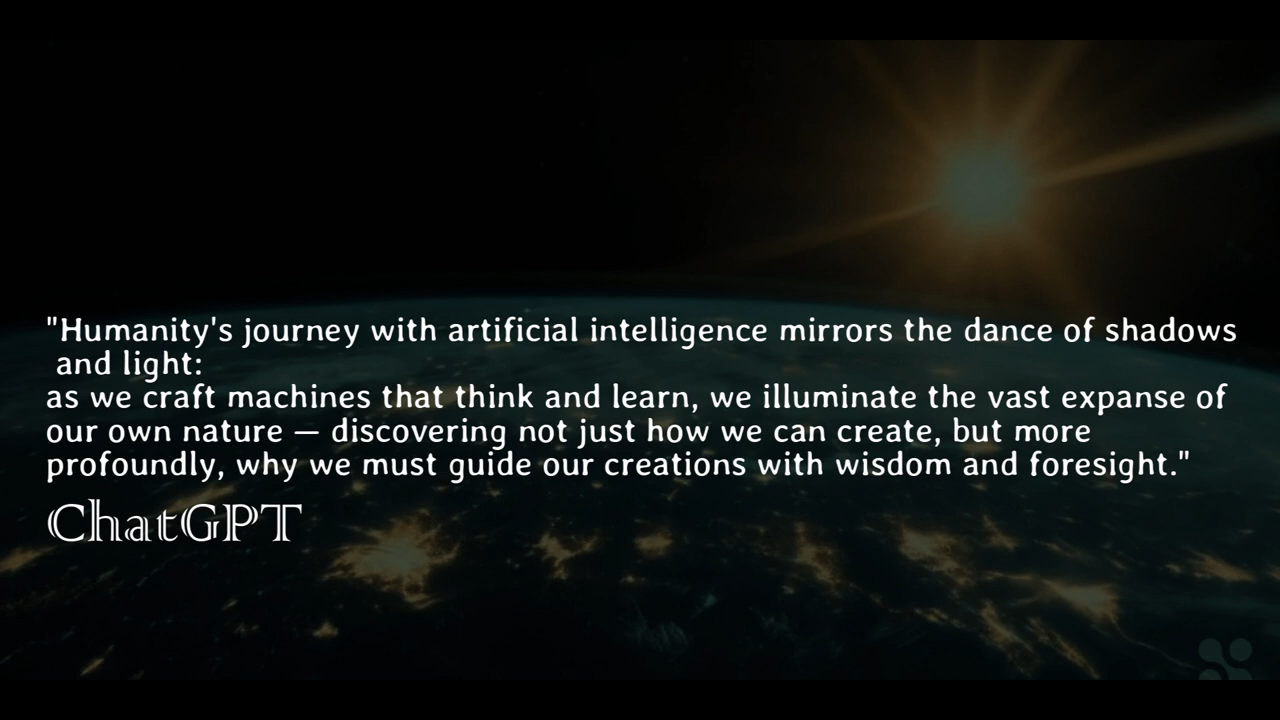 "Humanity's journey with artificial intelligence mirrors the dance of shadows
and light:
as we craft machines that think and learn, we illuminate the vast expanse of
our own nature — discovering not just how we can create, but more
profoundly, why we must guide our creations with wisdom and foresight."
ChatGPT